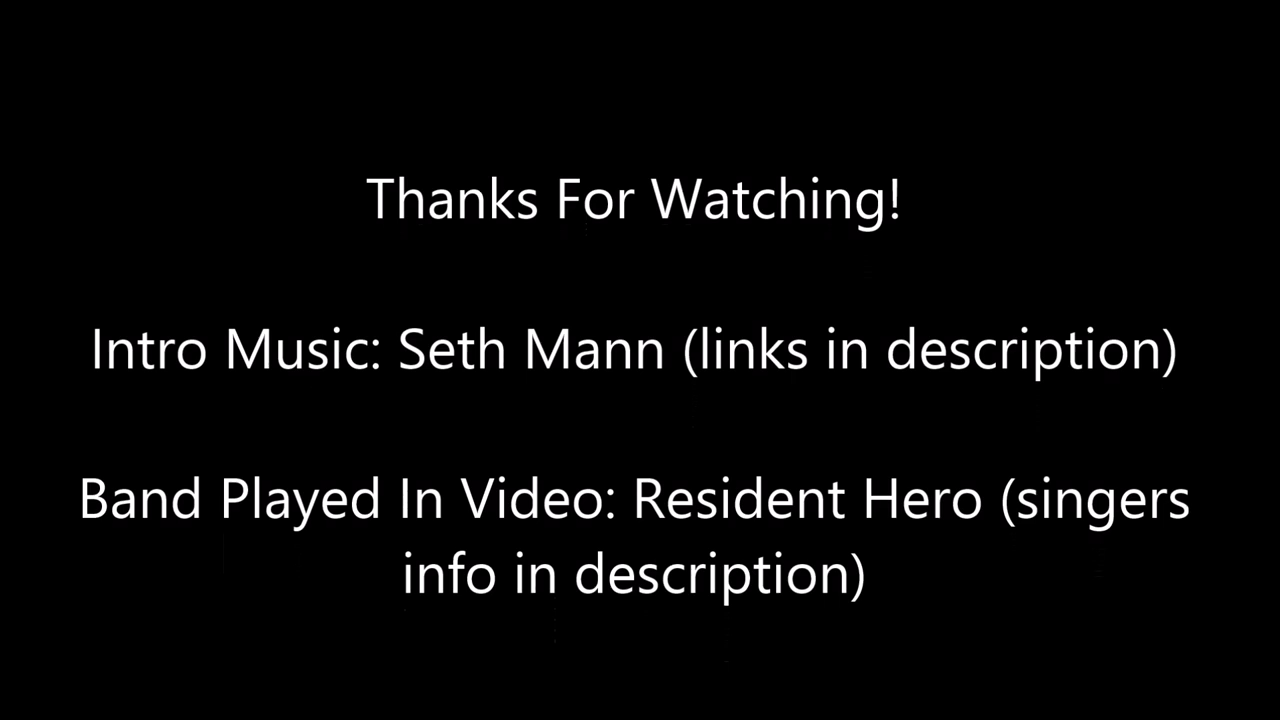 Thanks For Watching!
Intro Music: Seth Mann (links in description)
Band Played In Video: Resident Hero (singers
info in description)